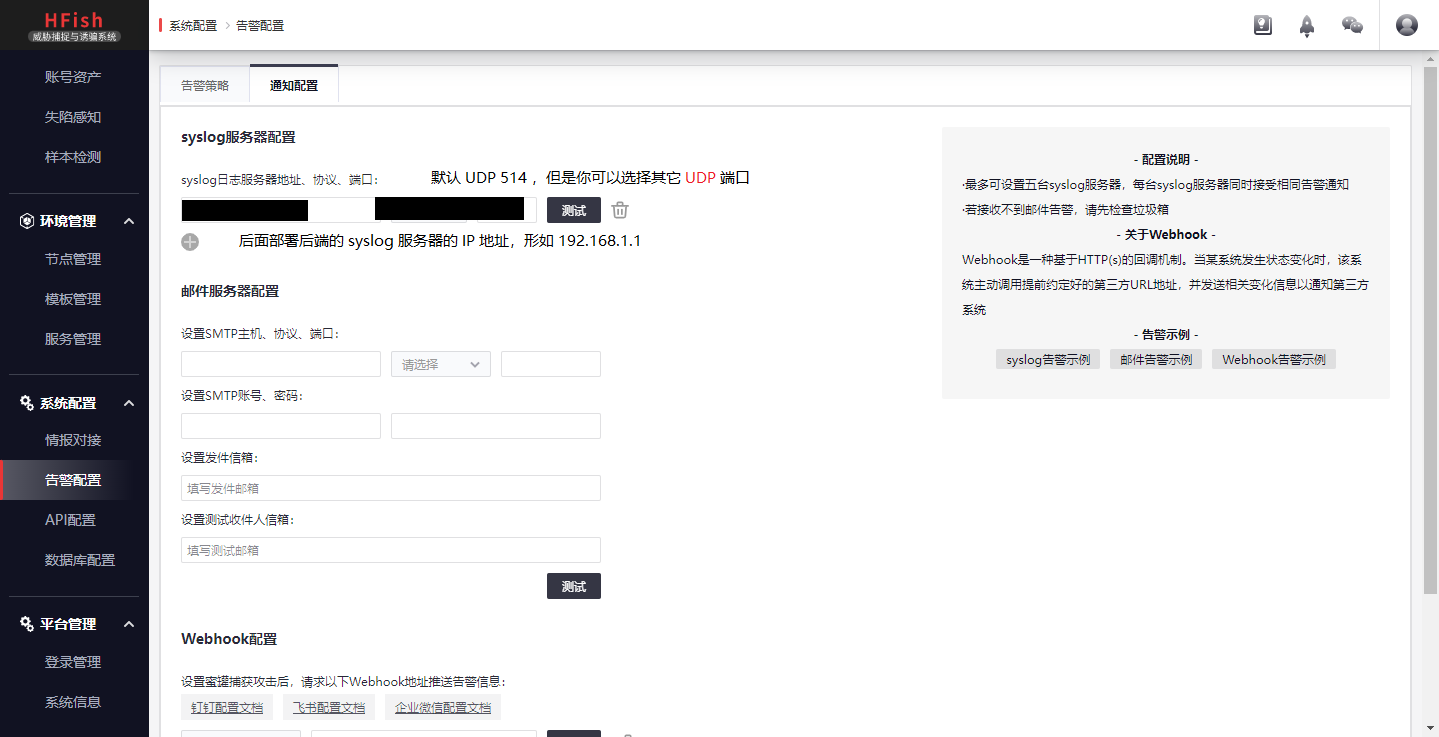 HFish
威胁捕捉与诱骗系统
系统配置 > 告警配置
账号资产
失陷感知
样本检测
环境管理
节点管理
模板管理
服务管理
系统配置
情报对接
告警配置
API配置
数据库配置
平台管理
登录管理
系统信息
告警策略
通知配置
syslog服务器配置
syslog日志服务器地址、协议、端口:
默认 UDP 514 ，但是你可以选择其它 UDP 端口
测试
后面部署后端的 syslog 服务器的 IP 地址，形如 192.168.1.1
邮件服务器配置
设置SMTP主机、协议、端口:
请选择
设置SMTP账号、密码:
设置发件信箱:
填写发件邮箱
设置测试收件人信箱:
填写测试邮箱
测试
Webhook配置
设置蜜罐捕获攻击后，请求以下Webhook地址推送告警信息:
钉钉配置文档
飞书配置文档
企业微信配置文档
- 配置说明 -
·最多可设置五台syslog服务器，每台syslog服务器同时接受相同告警通知
·若接收不到邮件告警，请先检查垃圾箱
- 关于Webhook -
Webhook是一种基于HTTP(s)的回调机制。当某系统发生状态变化时，该系
统主动调用提前约定好的第三方URL地址，并发送相关变化信息以通知第三方
系统
- 告警示例 -
syslog告警示例
邮件告警示例
Webhook告警示例